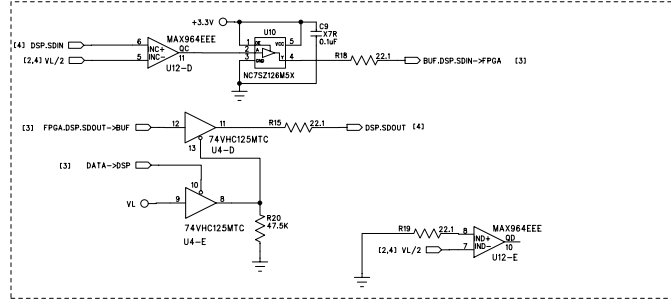 +3.3V
U10
C9
X7R
0.1uF
MAX964EEE
[4] DSP.SDIN
6
INC+
QC
1
OE
VCC
5
2
A
Y
4
R18
22.1
BUF.DSP.SDIN->FPGA [3]
[2,4] VL/2
5
INC-
11
3
GND
U12-D
NC7SZ126M5X
[3] FPGA.DSP.SDOUT->BUF
12
11
R15
22.1
DSP.SDOUT [4]
13
74VHC125MTC
U4-D
[3] DATA->DSP
10
VL
9
8
R20
47.5K
74VHC125MTC
U4-E
R19
22.1
MAX964EEE
8
IND+
QD
[2,4] VL/2
7
IND-
10
U12-E